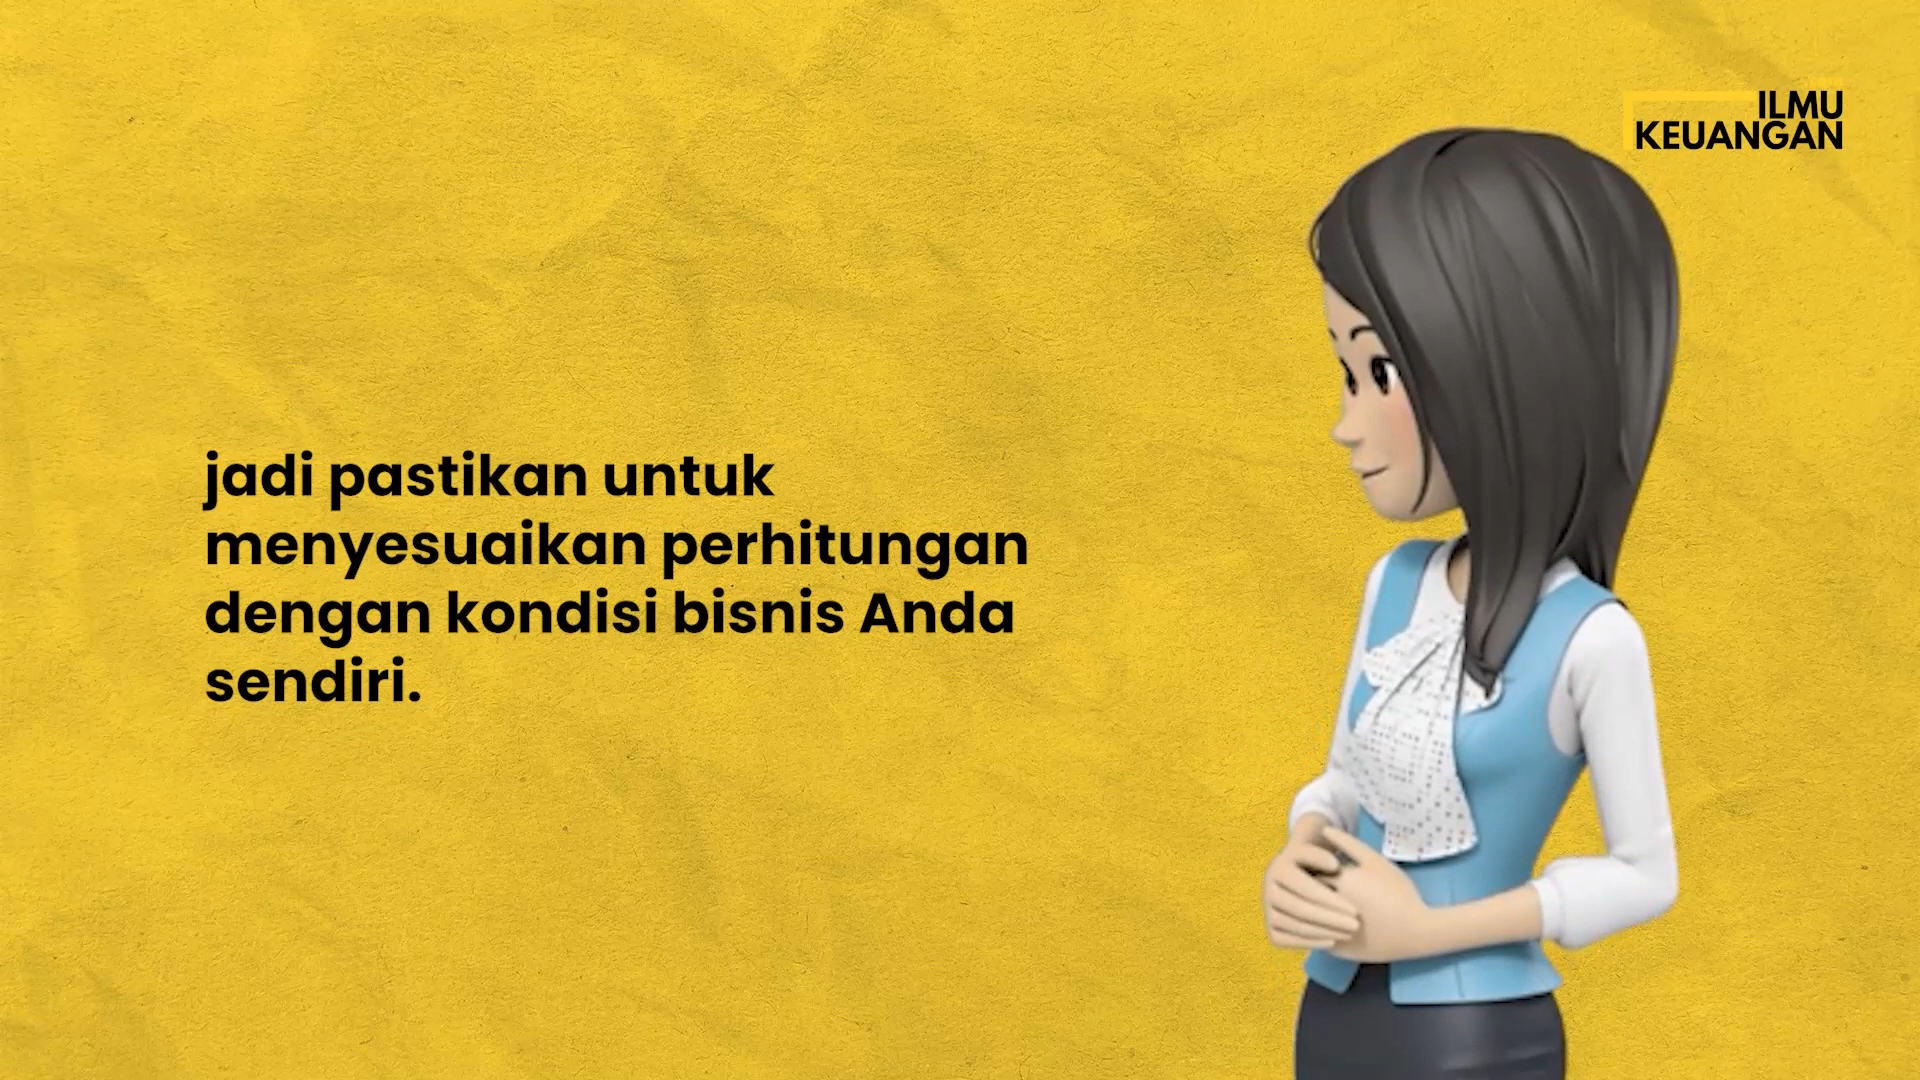 ILMU
KEUANGAN
jadi pastikan untuk
menyesuaikan perhitungan
dengan kondisi bisnis Anda
sendiri.